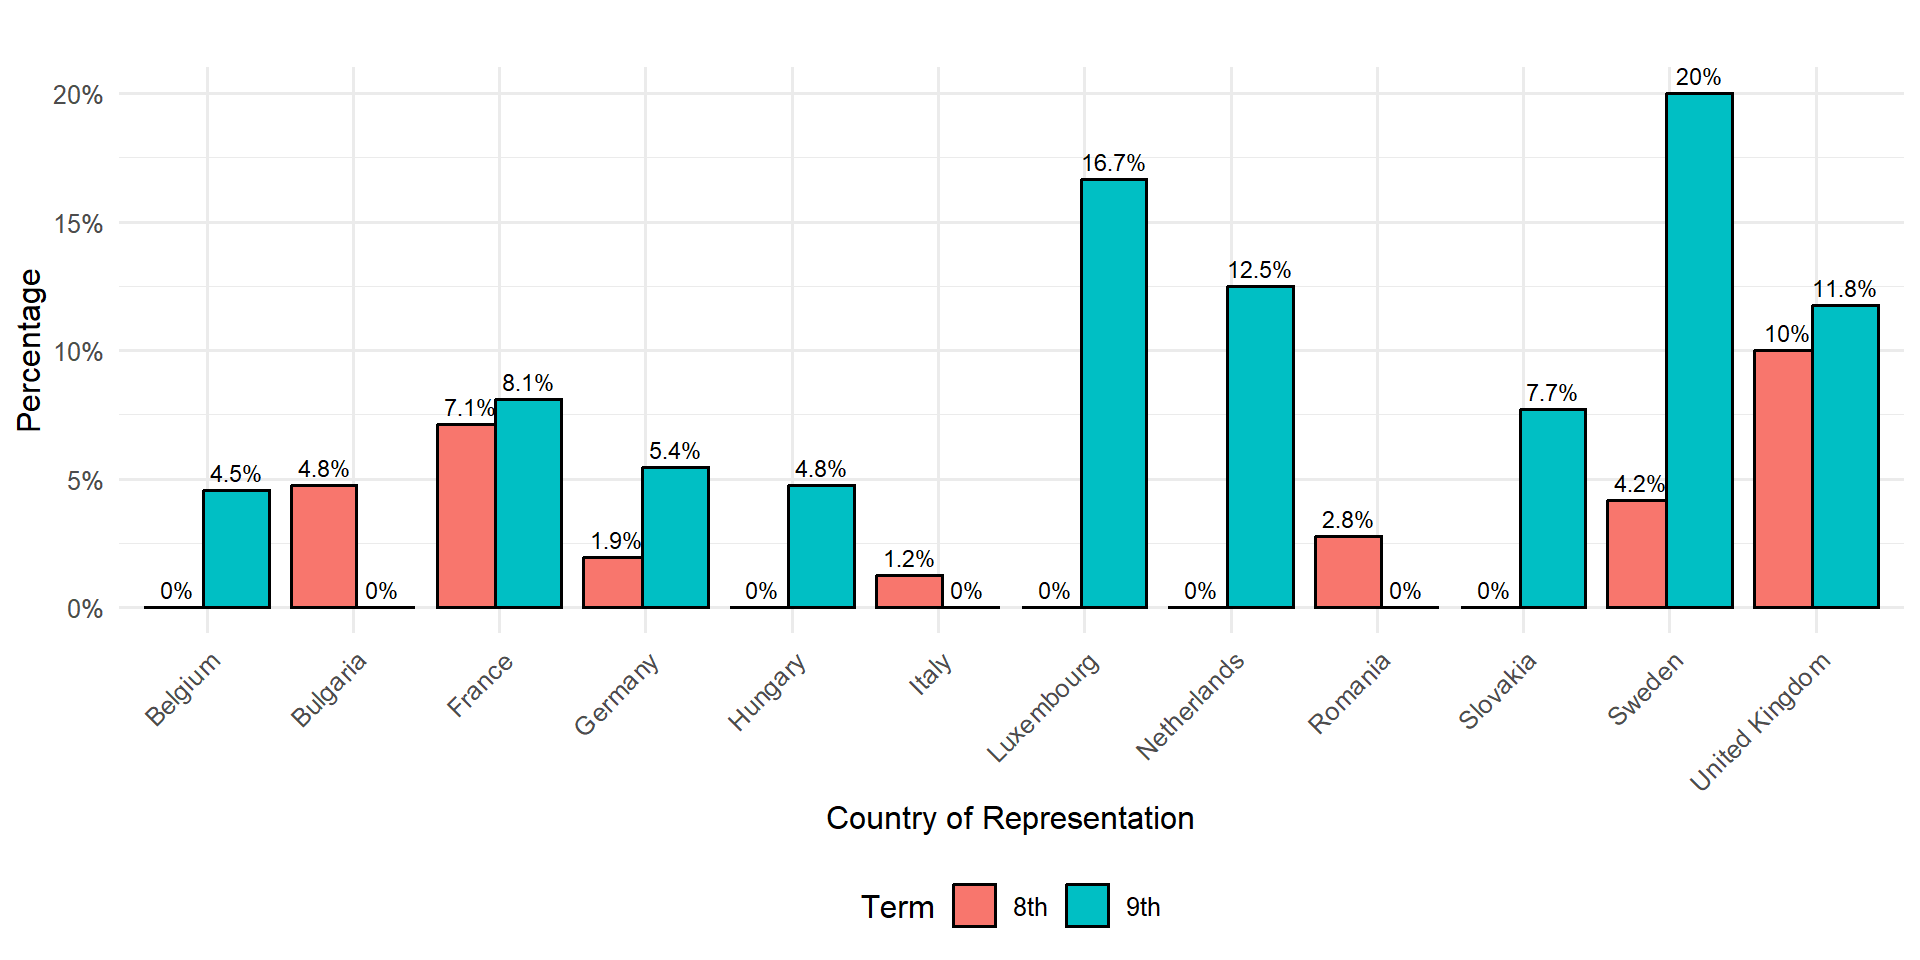 20%
15%
10%
5%
0%
Percentage
0% 4.5%
4.8% 0%
7.1% 8.1%
1.9% 5.4%
0% 4.8%
1.2% 0%
0% 16.7%
0% 12.5%
2.8% 0%
0% 7.7%
4.2% 20%
10% 11.8%
Belgium
Bulgaria
France
Germany
Hungary
Italy
Luxembourg
Netherlands
Romania
Slovakia
Sweden
United Kingdom
Country of Representation
Term 8th 9th